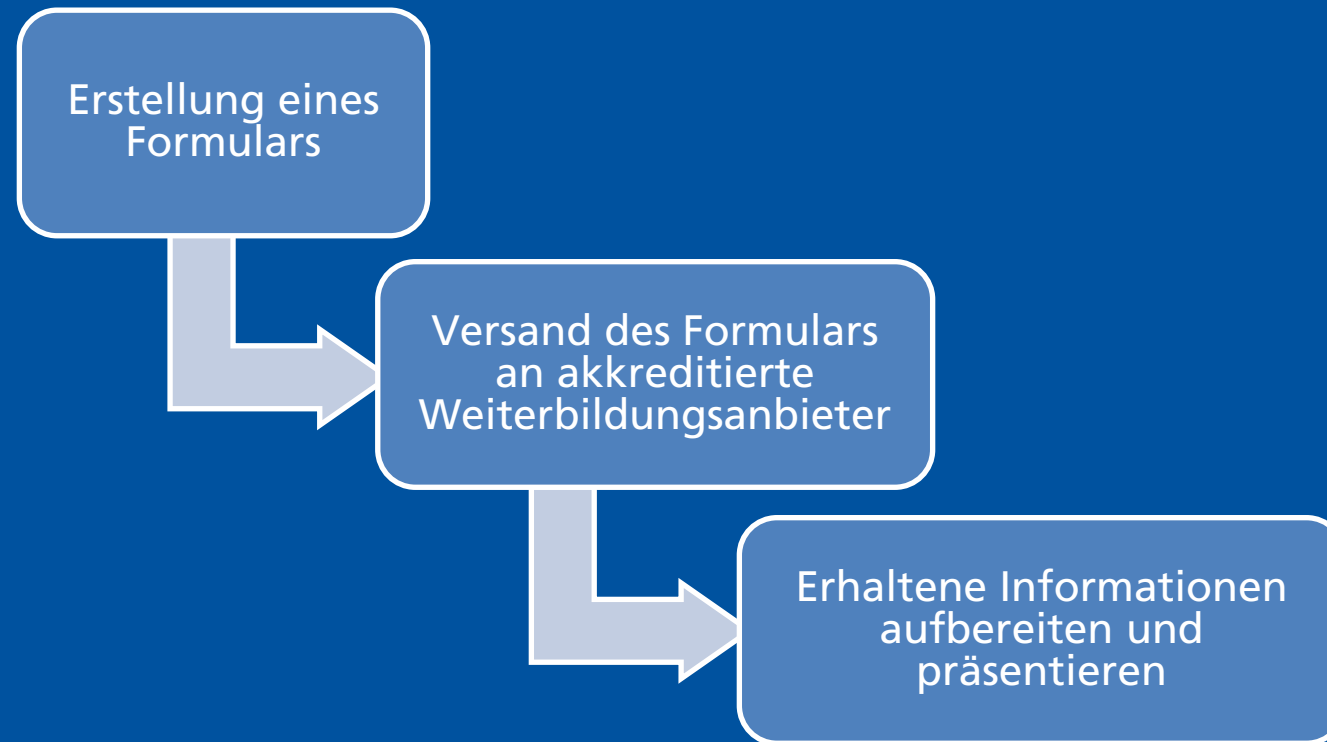 Erstellung eines
Formulars
Versand des Formulars
an akkreditierte
Weiterbildungsanbieter
Erhaltene Informationen
aufbereiten und
präsentieren